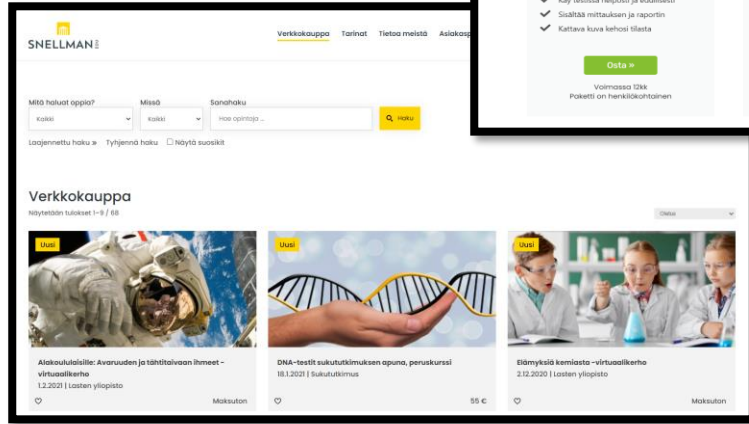 Käy testissä helposti ja edullisesti
Sisältää mittauksen ja raportin
Kattava kuva kehosi tilasta
Osta »
Voimassa 12kk
Paketti on henkilökohtainen
SNELLMAN EDU
Verkkokauppa Tarinat Tietoa meistä Asiakasp
Mitä haluat oppia? Missä Sanahaku
Kaikki Kaikki Hae opintoja ... Haku
Laajennettu haku » Tyhjennä haku Näytä suosikit
Verkkokauppa
Näytetään tulokset 1–9 / 68
Oletus
Uusi Uusi Uusi
Alakoululaisille: Avaruuden ja tähtitaivaan ihmeet -
virtuaalikerho
1.2.2021 | Lasten yliopisto
Maksuton
DNA-testit sukututkimuksen apuna, peruskurssi
18.1.2021 | Sukututkimus
55 €
Elämyksiä kemiasta -virtuaalikerho
2.12.2020 | Lasten yliopisto
Maksuton